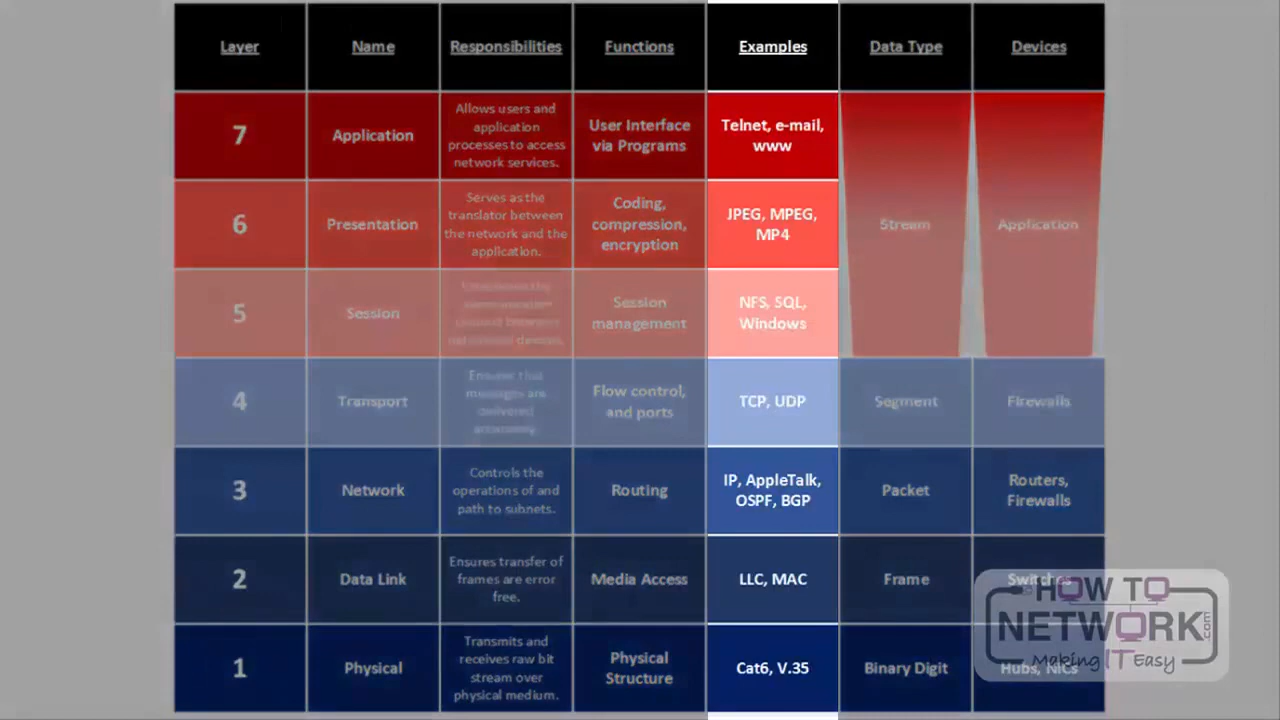 Layer
Name
Responsibilities
Functions
Examples
Data Type
Devices
7
Application
Allows users and
application
processes to access
network services.
User Interface
via Programs
Telnet, e-mail,
www
6
Presentation
Serves as the
translator between
the network and the
application.
Coding,
compression,
encryption
JPEG, MPEG,
MP4
Stream
Application
5
Session
Session
management
NFS, SQL,
Windows
4
Transport
Ensures that
messages are
delivered
Flow control,
and ports
TCP, UDP
Segment
Firewalls
3
Network
Controls the
operations of and
path to subnets.
Routing
IP, AppleTalk,
OSPF, BGP
Packet
Routers,
Firewalls
2
Data Link
Ensures transfer of
frames are error
free.
Media Access
LLC, MAC
Frame
Switches
1
Physical
Transmits and
receives raw bit
stream over
physical medium.
Physical
Structure
Cat6, V.35
Binary Digit
Hubs, NICs
HOW TO
NETWORK.com
Making IT Easy